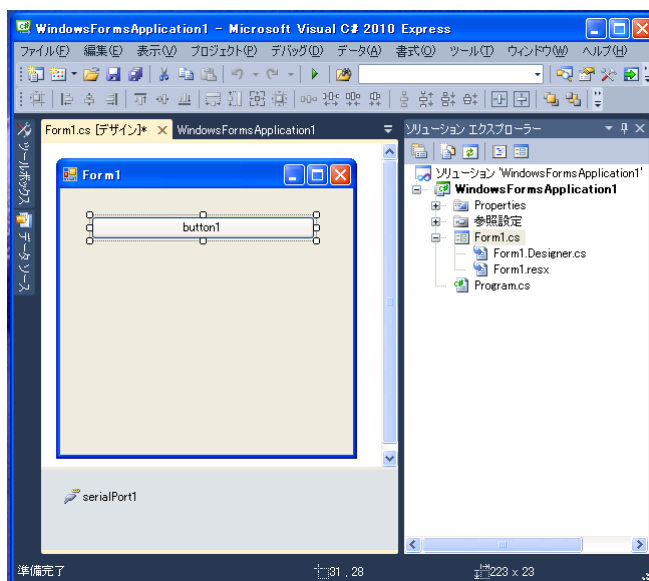 WindowsFormsApplication1 - Microsoft Visual C# 2010 Express
ファイル(F) 編集(E) 表示(V) プロジェクト(P) デバッグ(D) データ(A) 書式(O) ツール(T) ウィンドウ(W) ヘルプ(H)
Form1.cs [デザイン]* WindowsFormsApplication1
ソリューション エクスプローラー
ツールボックス
データ ソース
Form1
button1
serialPort1
ソリューション 'WindowsFormsApplication1'
WindowsFormsApplication1
Properties
参照設定
Form1.cs
Form1.Designer.cs
Form1.resx
Program.cs
準備完了
31 , 28
223 x 23